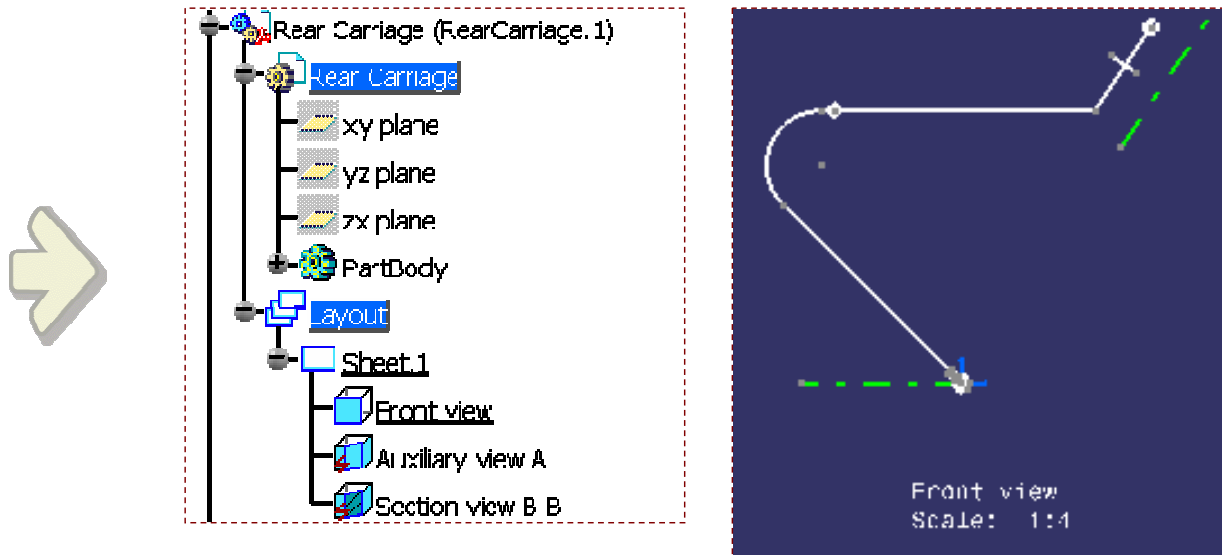 Rear Carriage (RearCarriage.1)
Rear Carriage
xy plane
yz plane
zx plane
PartBody
Layout
Sheet.1
Front view
Auxiliary view A
Section view B-B
Front view
Scale: 1:4